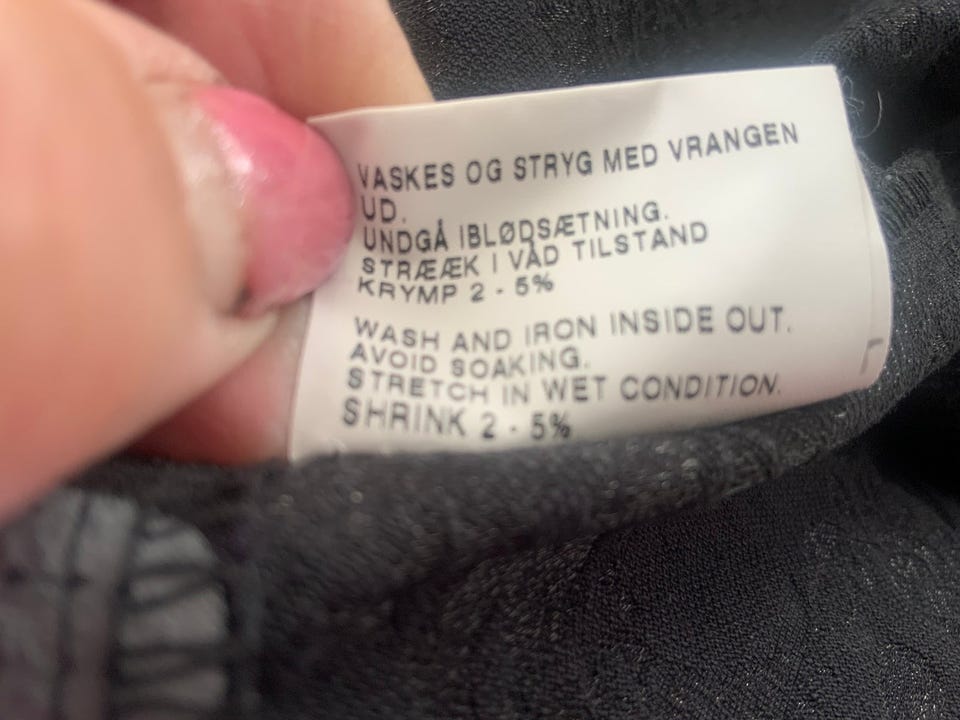 VASKES OG STRYG MED VRANGEN
UD.
UNDGÅ IBLØDSÆTNING.
STRÆÆK I VÅD TILSTAND
KRYMP 2 - 5%
WASH AND IRON INSIDE OUT.
AVOID SOAKING.
STRETCH IN WET CONDITION.
SHRINK 2 - 5%